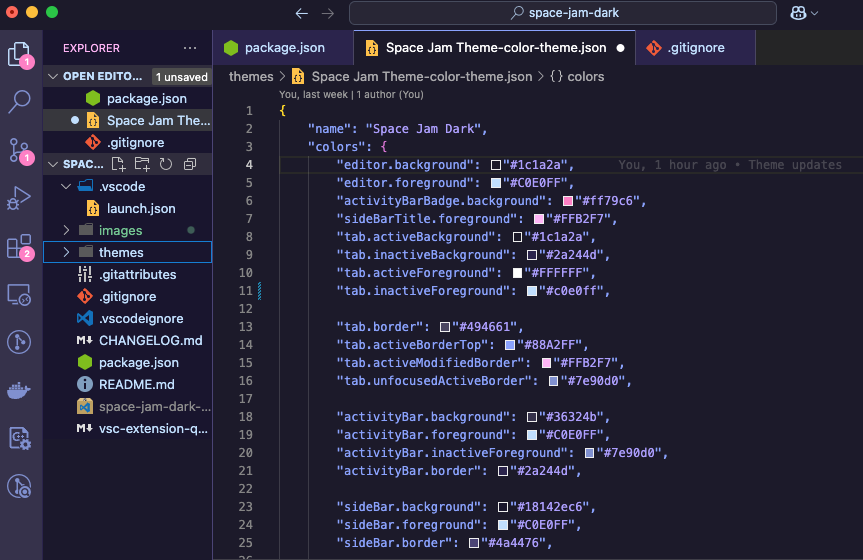 space-jam-dark
EXPLORER
package.json
Space Jam Theme-color-theme.json
.gitignore
OPEN EDITO... 1 unsaved
package.json
Space Jam The...
.gitignore
SPAC...
.vscode
launch.json
images
themes
.gitattributes
.gitignore
.vscodeignore
CHANGELOG.md
package.json
README.md
space-jam-dark-...
vsc-extension-q...
1
1
2
themes > Space Jam Theme-color-theme.json > {} colors
You, last week | 1 author (You)
1 {
2 "name": "Space Jam Dark",
3 "colors": {
4 "editor.background": "#1c1a2a", You, 1 hour ago • Theme updates
5 "editor.foreground": "#C0E0FF",
6 "activityBarBadge.background": "#ff79c6",
7 "sideBarTitle.foreground": "#FFB2F7",
8 "tab.activeBackground": "#1c1a2a",
9 "tab.inactiveBackground": "#2a244d",
10 "tab.activeForeground": "#FFFFFF",
11 "tab.inactiveForeground": "#c0e0ff",
12
13 "tab.border": "#494661",
14 "tab.activeBorderTop": "#88A2FF",
15 "tab.activeModifiedBorder": "#FFB2F7",
16 "tab.unfocusedActiveBorder": "#7e90d0",
17
18 "activityBar.background": "#36324b",
19 "activityBar.foreground": "#C0E0FF",
20 "activityBar.inactiveForeground": "#7e90d0",
21 "activityBar.border": "#2a244d",
22
23 "sideBar.background": "#18142ec6",
24 "sideBar.foreground": "#C0E0FF",
25 "sideBar.border": "#4a4476",